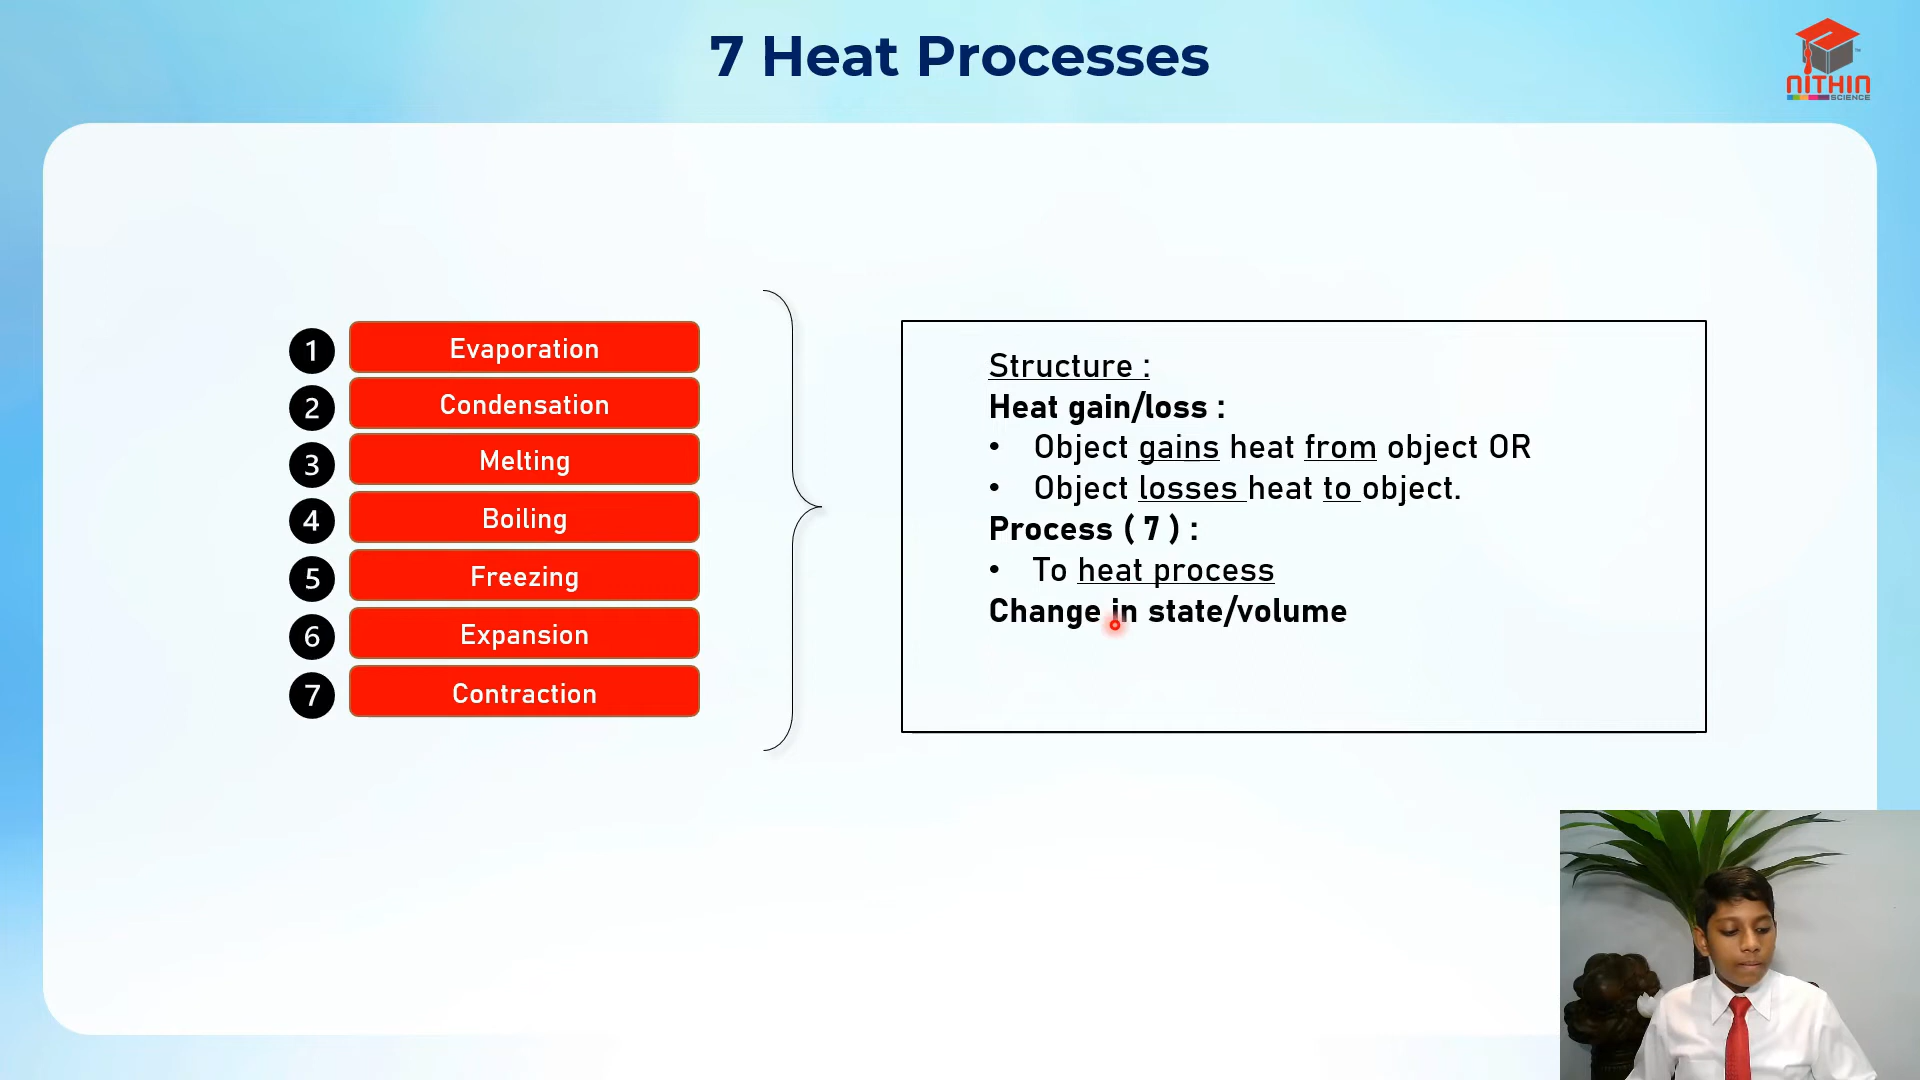 7 Heat Processes
NITHIN
SCIENCE
1 Evaporation
2 Condensation
3 Melting
4 Boiling
5 Freezing
6 Expansion
7 Contraction
Structure :
Heat gain/loss :
• Object gains heat from object OR
• Object losses heat to object.
Process ( 7 ) :
• To heat process
Change in state/volume